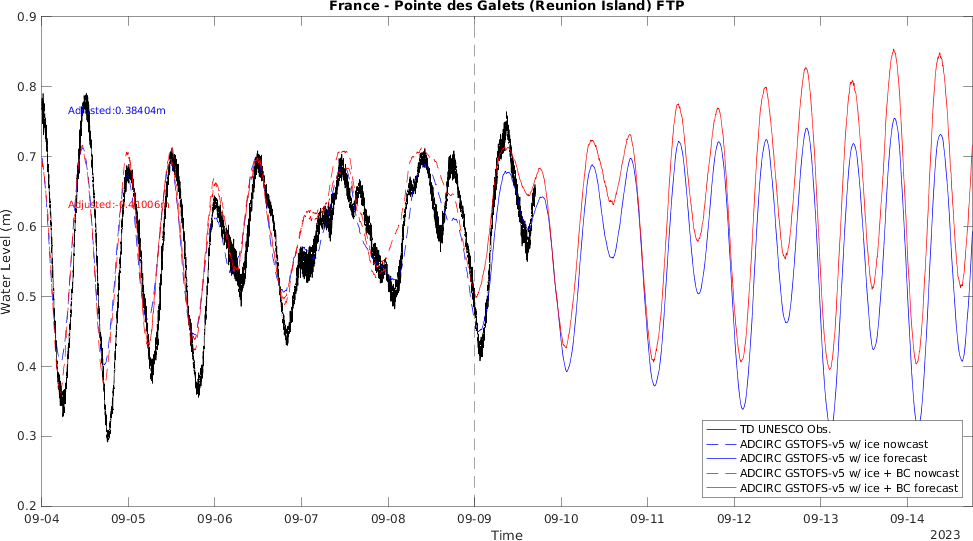 France - Pointe des Galets (Reunion Island) FTP
Water Level (m)
0.9
0.8
0.7
0.6
0.5
0.4
0.3
0.2
Adjusted:0.38404m
Adjusted:-0.41006m
TD UNESCO Obs.
ADCIRC GSTOFS-v5 w/ ice nowcast
ADCIRC GSTOFS-v5 w/ ice forecast
ADCIRC GSTOFS-v5 w/ ice + BC nowcast
ADCIRC GSTOFS-v5 w/ ice + BC forecast
09-04 09-05 09-06 09-07 09-08 09-09 09-10 09-11 09-12 09-13 09-14
Time
2023